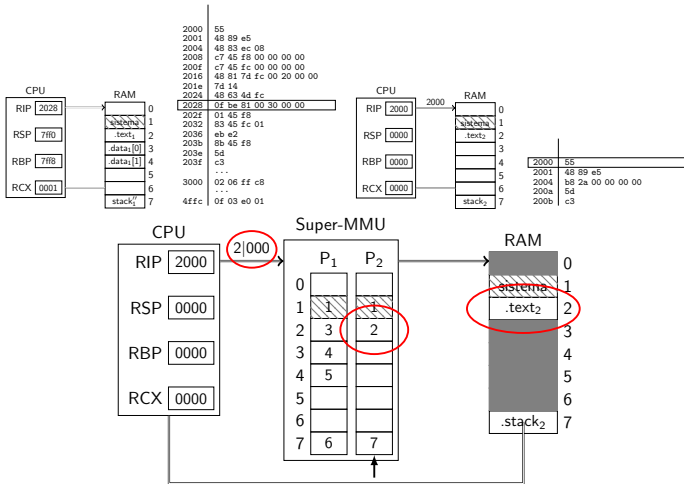 2000 55
2001 48 89 e5
2004 48 83 ec 08
2008 c7 45 f8 00 00 00 00
200f c7 45 fc 00 00 00 00
2016 48 81 7d fc 00 20 00 00
201e 7d 14
2024 48 63 4d fc
2028 0f be 81 00 30 00 00
202f 01 45 f8
2032 83 45 fc 01
2036 eb e2
203b 8b 45 f8
203e 5d
203f c3
...
3000 02 06 ff c8
...
4ffc 0f 03 e0 01
CPU
RIP 2028
RSP 7ff0
RBP 7ff8
RCX 0001
RAM
0
sistema 1
.text₁ 2
.data₁[0] 3
.data₁[1] 4
6
stack₁'' 7
CPU
RIP 2000
RSP 0000
RBP 0000
RCX 0000
2000
RAM
0
sistema 1
.text₂ 2
3
4
6
stack₂ 7
2000 55
2001 48 89 e5
2004 b8 2a 00 00 00 00
200a 5d
200b c3
CPU
RIP 2000
RSP 0000
RBP 0000
RCX 0000
2|000
Super-MMU
P₁ P₂
0
1 1 1
2 3 2
3 4
4 5
5
6
7 6 7
RAM
0
sistema 1
.text₂ 2
3
4
5
6
.stack₂ 7